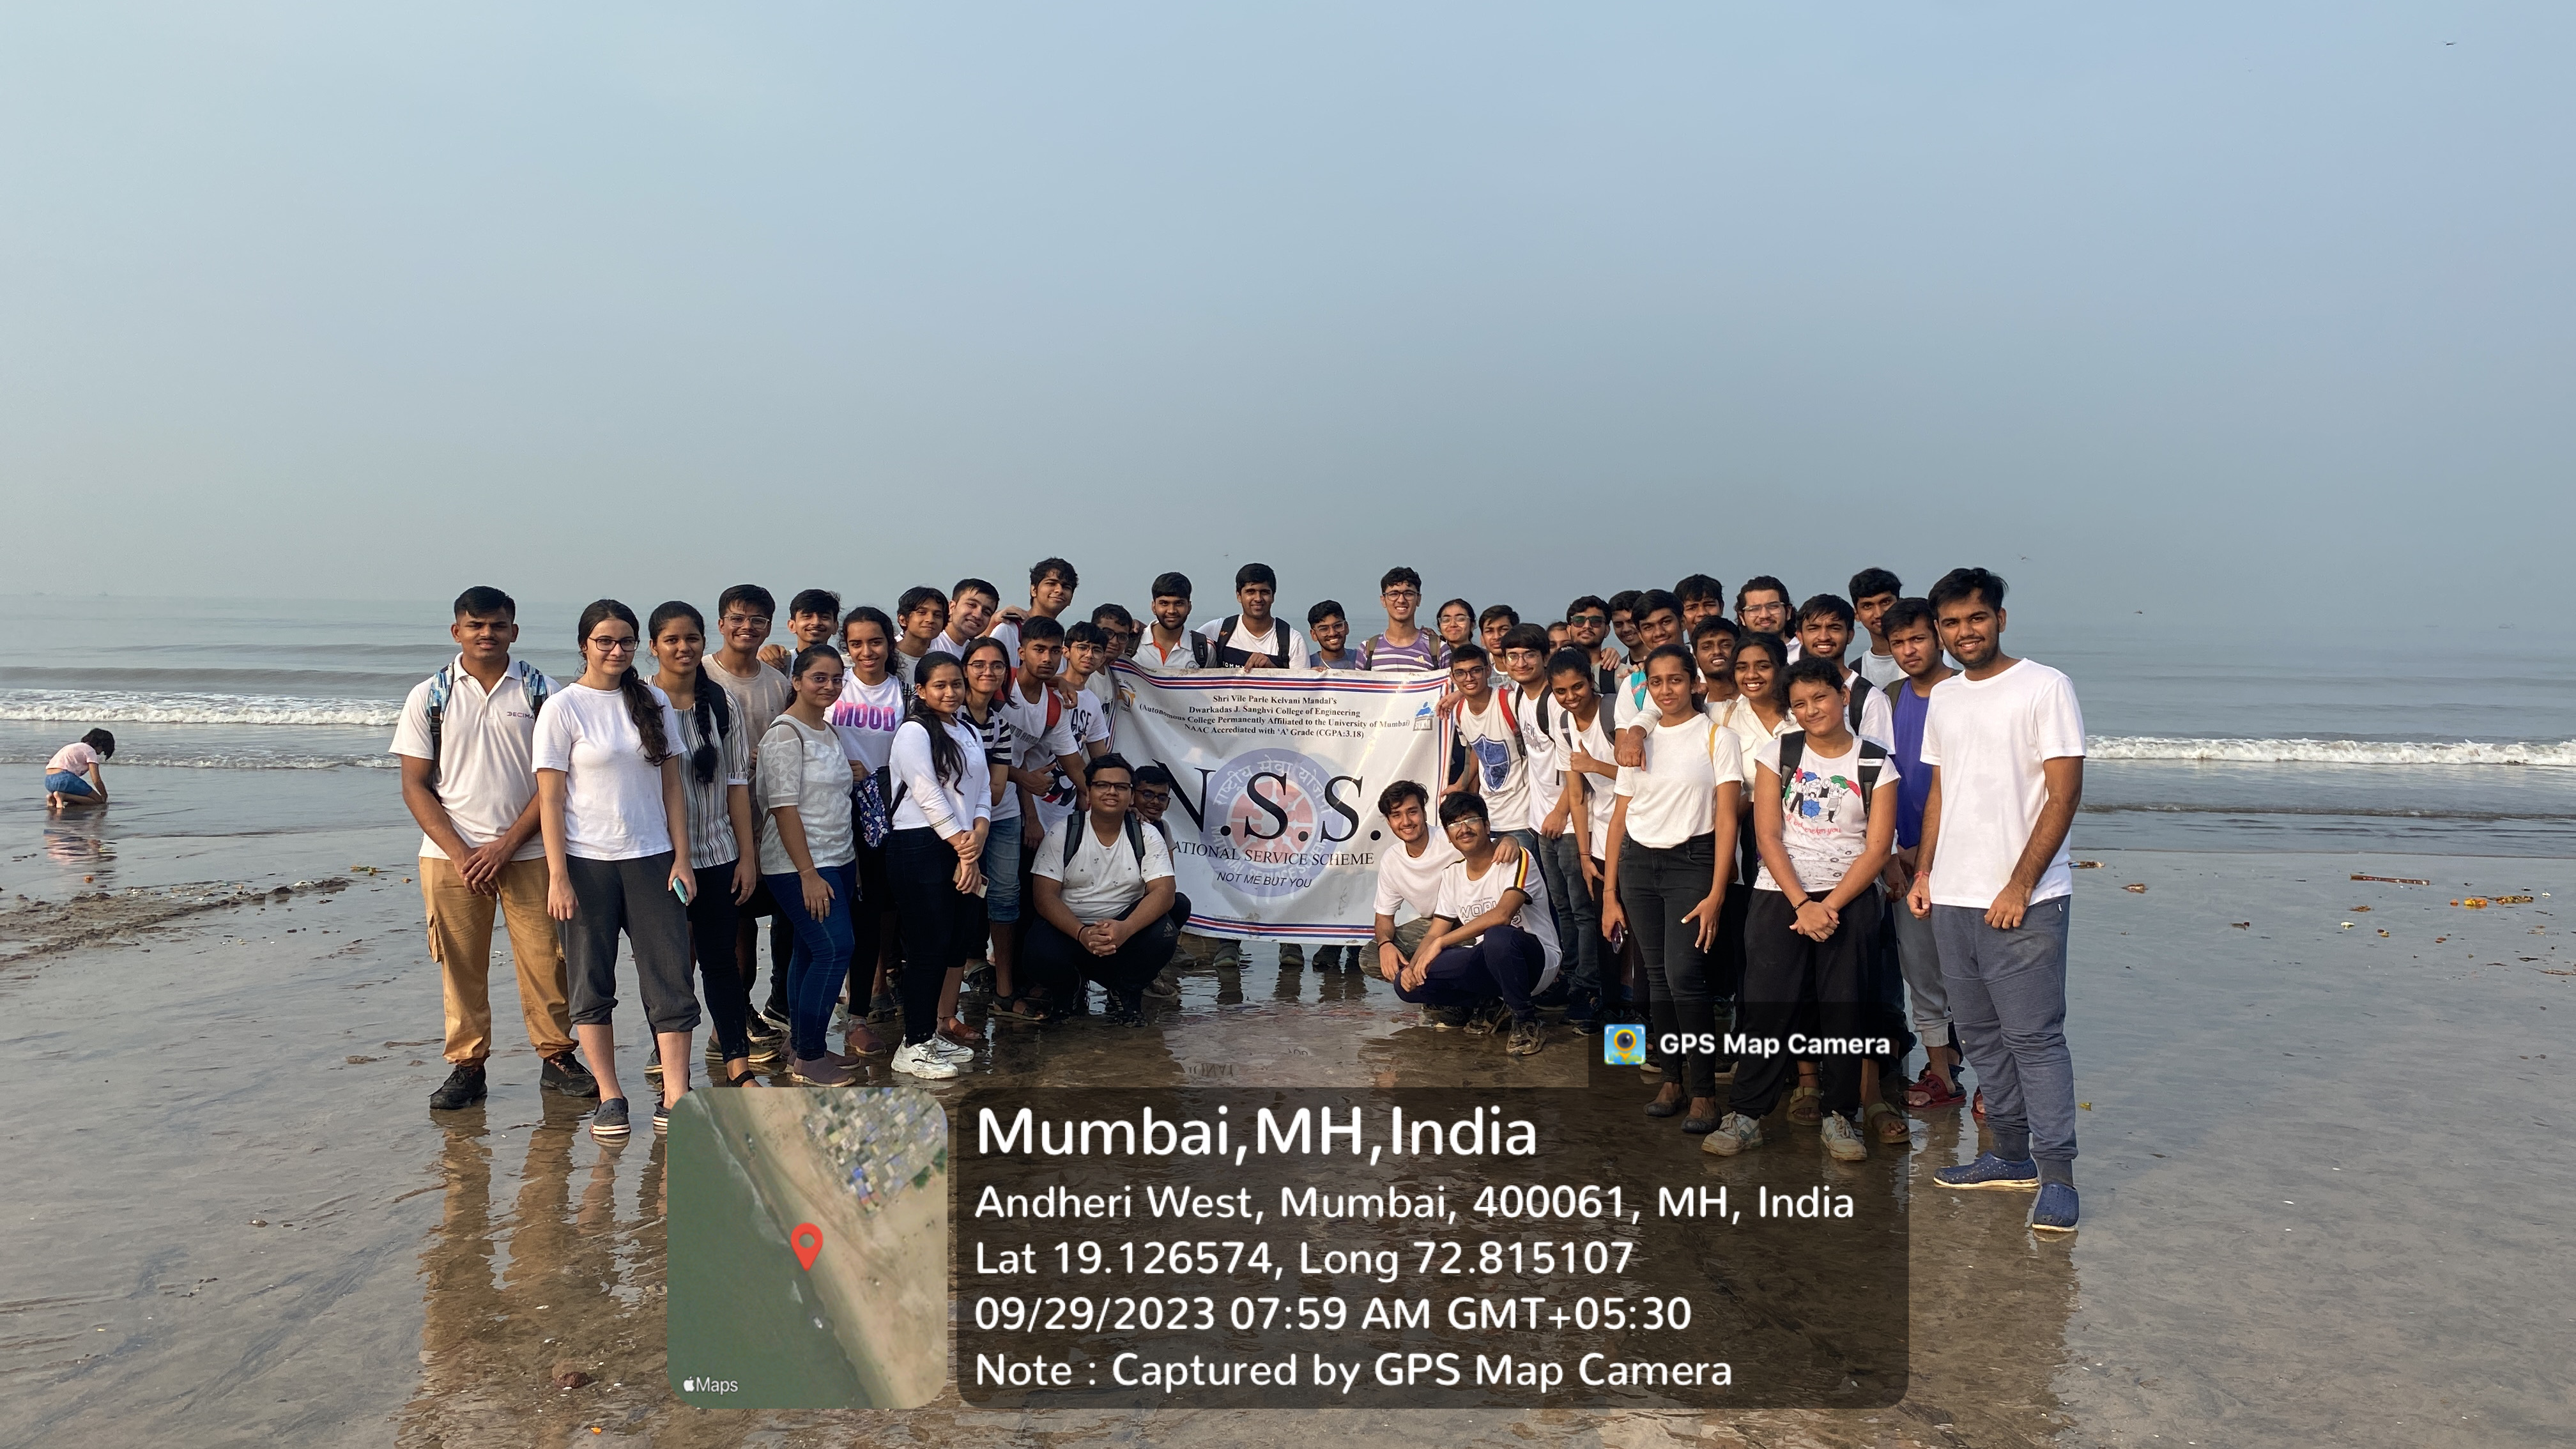 Shri Vile Parle Kelvani Mandal's
Dwarkadas J. Sanghvi College of Engineering
(Autonomous College Permanently Affiliated to the University of Mumbai)
NAAC Accredited with 'A' Grade (CGPA:3.18)
राष्ट्रीय सेवा
N.S.S.
ATIONAL SERVICE SCHEME
NOT ME BUT YOU
DECIMA
MOOD
GPS Map Camera
Mumbai,MH,India
Andheri West, Mumbai, 400061, MH, India
Lat 19.126574, Long 72.815107
09/29/2023 07:59 AM GMT+05:30
Note : Captured by GPS Map Camera
Maps